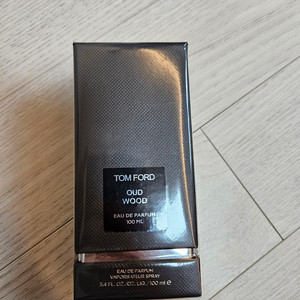 TOM FORD
OUD
WOOD
EAU DE PARFUM
100 ML
EAU DE PARFUM
VAPORISATEUR SPRAY
3.4 FL. OZ./OZ. LIQ./100 ml ℮